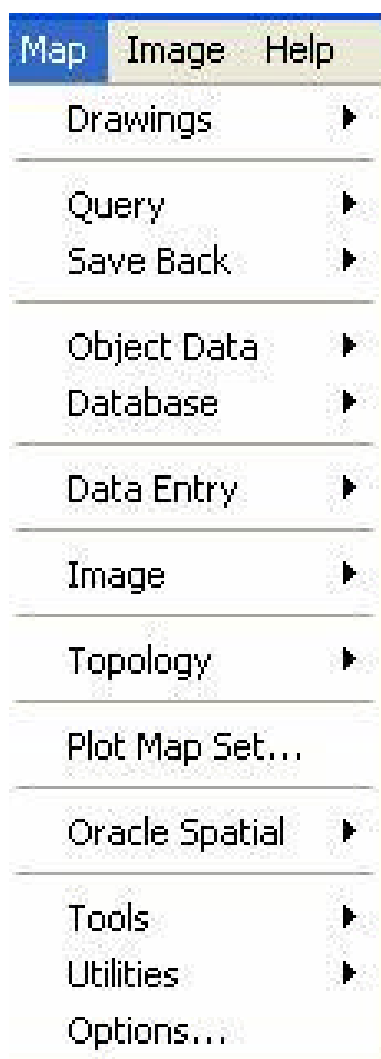 Map Image Help
Drawings
Query
Save Back
Object Data
Database
Data Entry
Image
Topology
Plot Map Set...
Oracle Spatial
Tools
Utilities
Options...